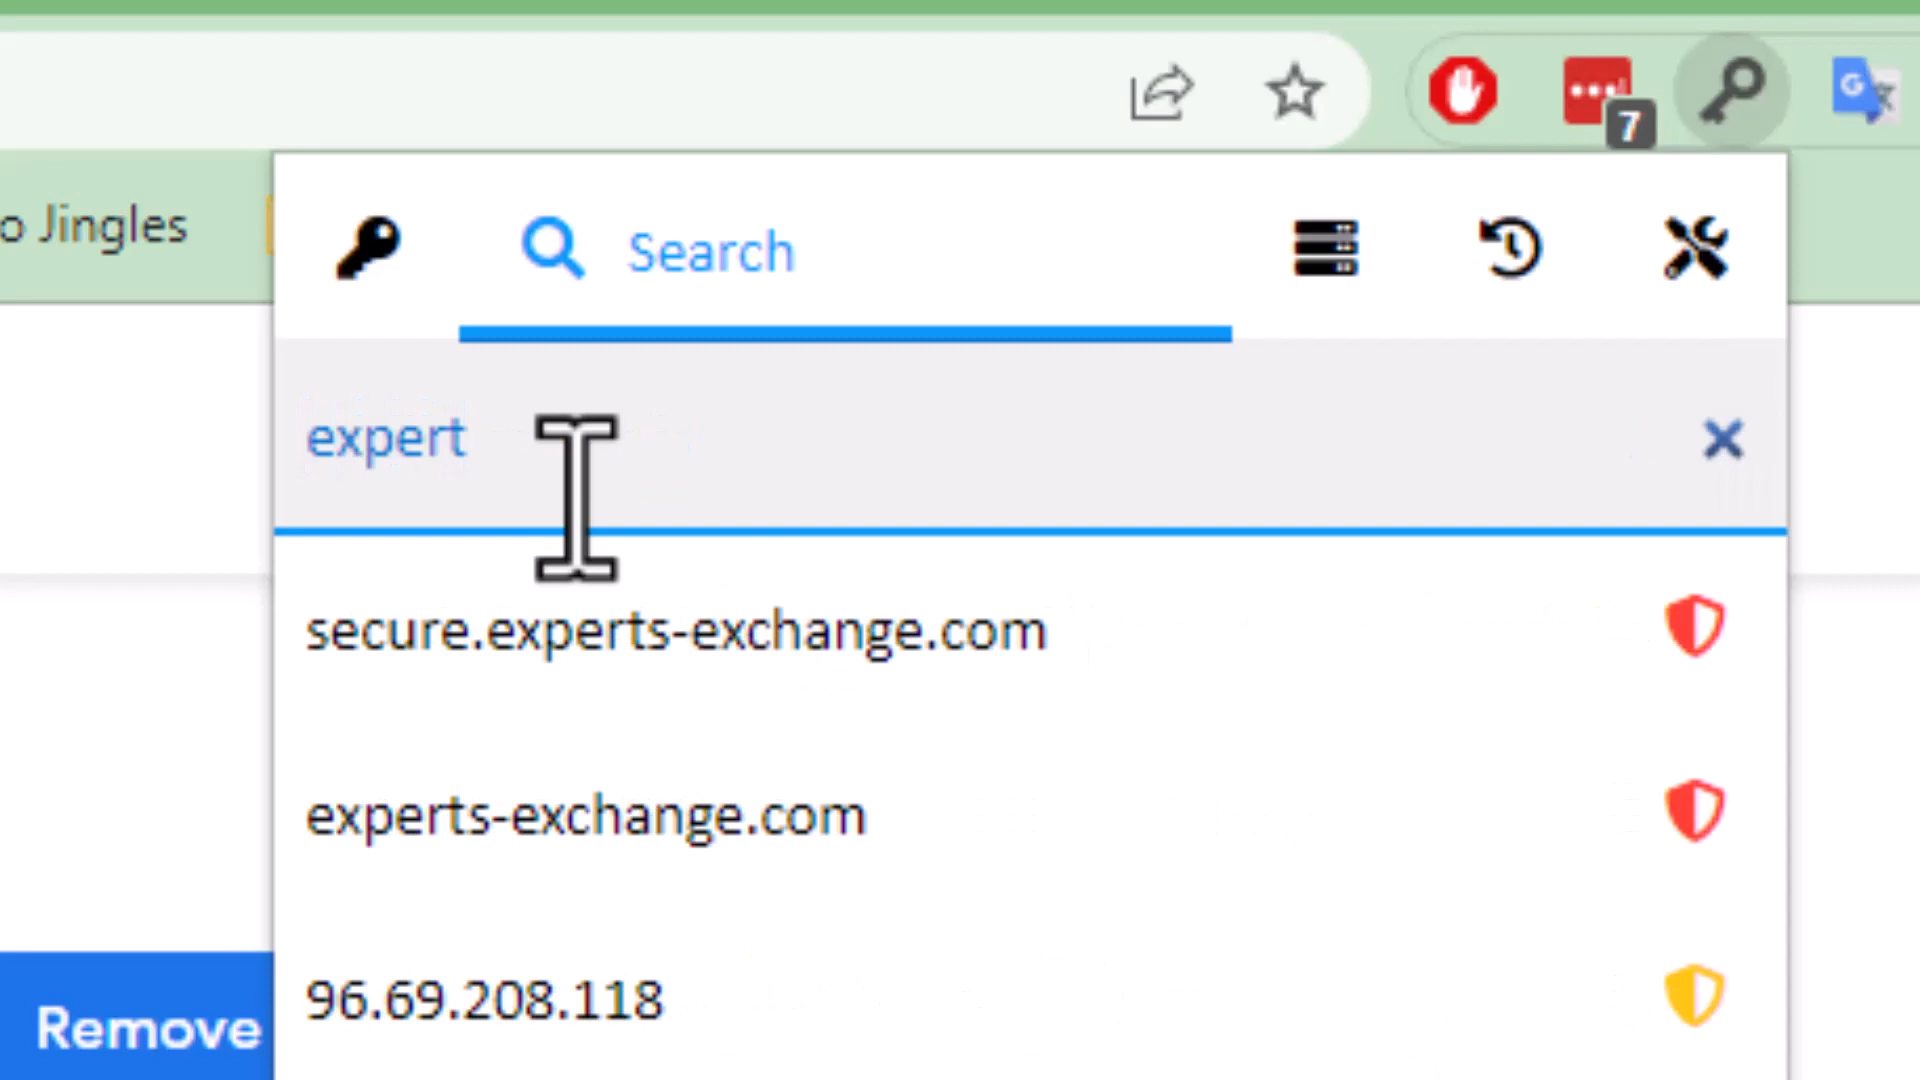 7
o Jingles
Search
expert
secure.experts-exchange.com
experts-exchange.com
96.69.208.118
Remove